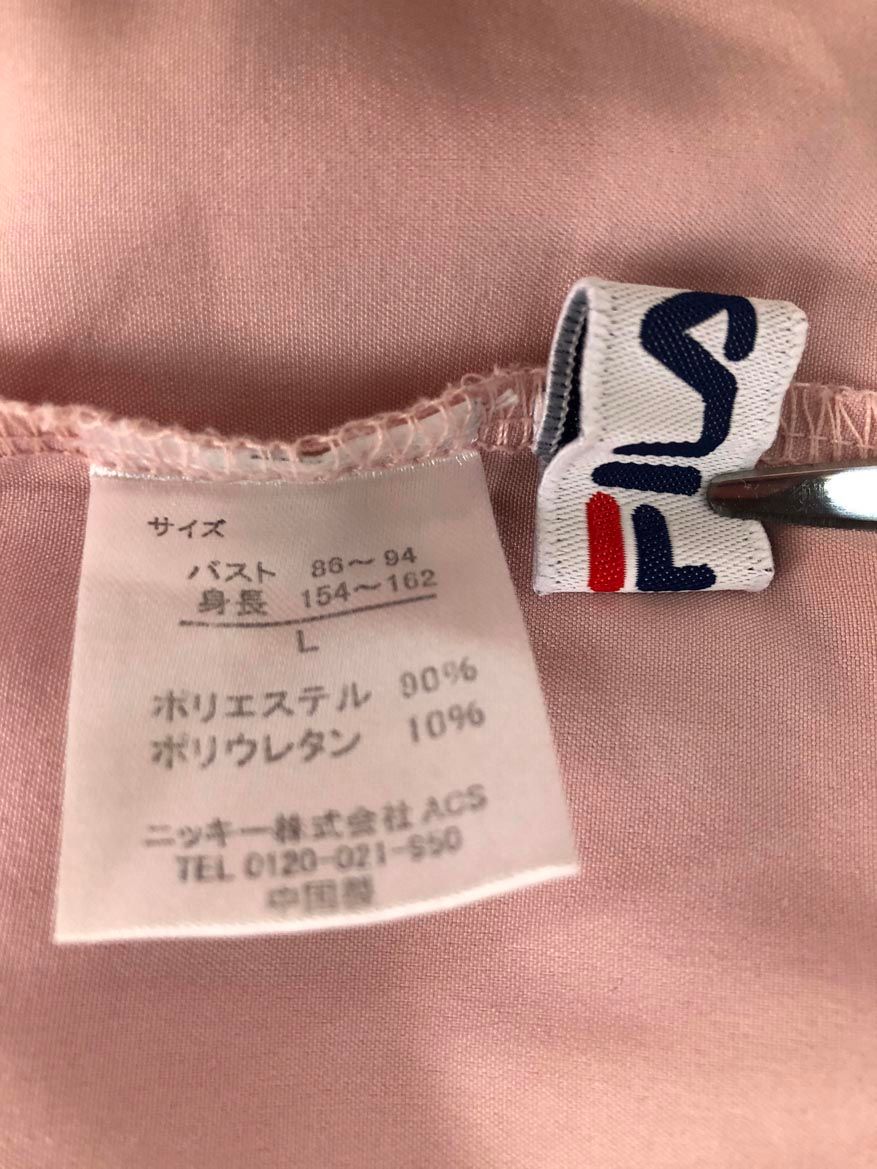 サイズ
バスト 86～94
身長 154～162
L
ポリエステル 90%
ポリウレタン 10%
ニッキー株式会社 ACS
TEL 0120-021-950
中国製
FILA